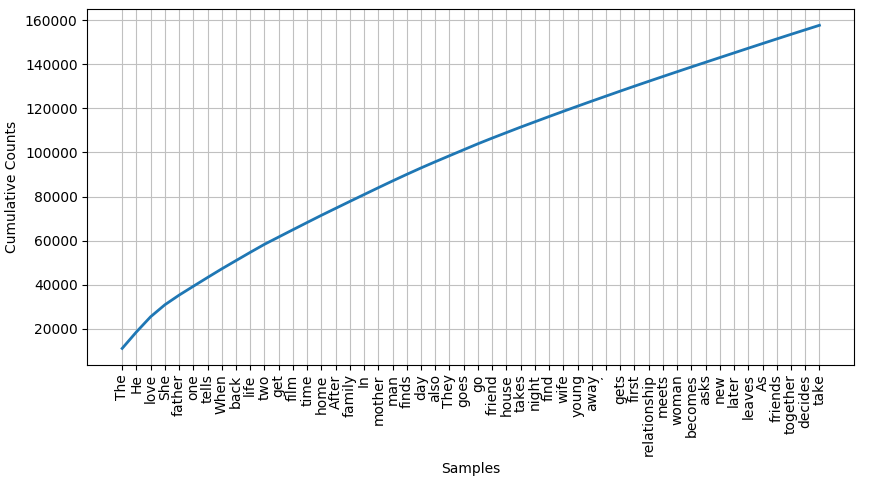 160000
140000
120000
100000
80000
60000
40000
20000
Cumulative Counts
The
He
love
She
father
one
tells
When
back
life
two
get
film
time
home
After
family
In
mother
man
finds
day
also
They
goes
go
friend
house
takes
night
find
wife
young
away
.
gets
first
relationship
meets
woman
becomes
asks
new
later
leaves
As
friends
together
decides
take
Samples